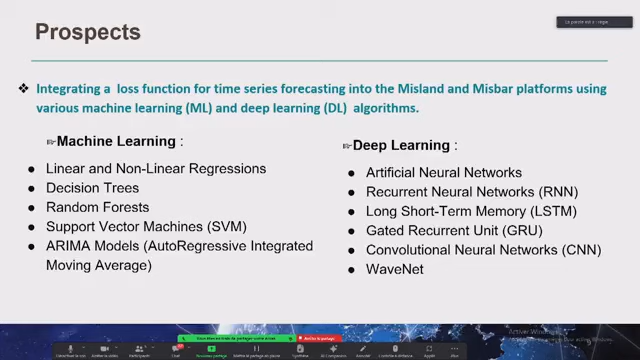 Prospects
Integrating a loss function for time series forecasting into the Misland and Misbar platforms using
various machine learning (ML) and deep learning (DL) algorithms.
Machine Learning :
Linear and Non-Linear Regressions
Decision Trees
Random Forests
Support Vector Machines (SVM)
ARIMA Models (AutoRegressive Integrated
Moving Average)
Deep Learning :
Artificial Neural Networks
Recurrent Neural Networks (RNN)
Long Short-Term Memory (LSTM)
Gated Recurrent Unit (GRU)
Convolutional Neural Networks (CNN)
WaveNet
Activer Windows